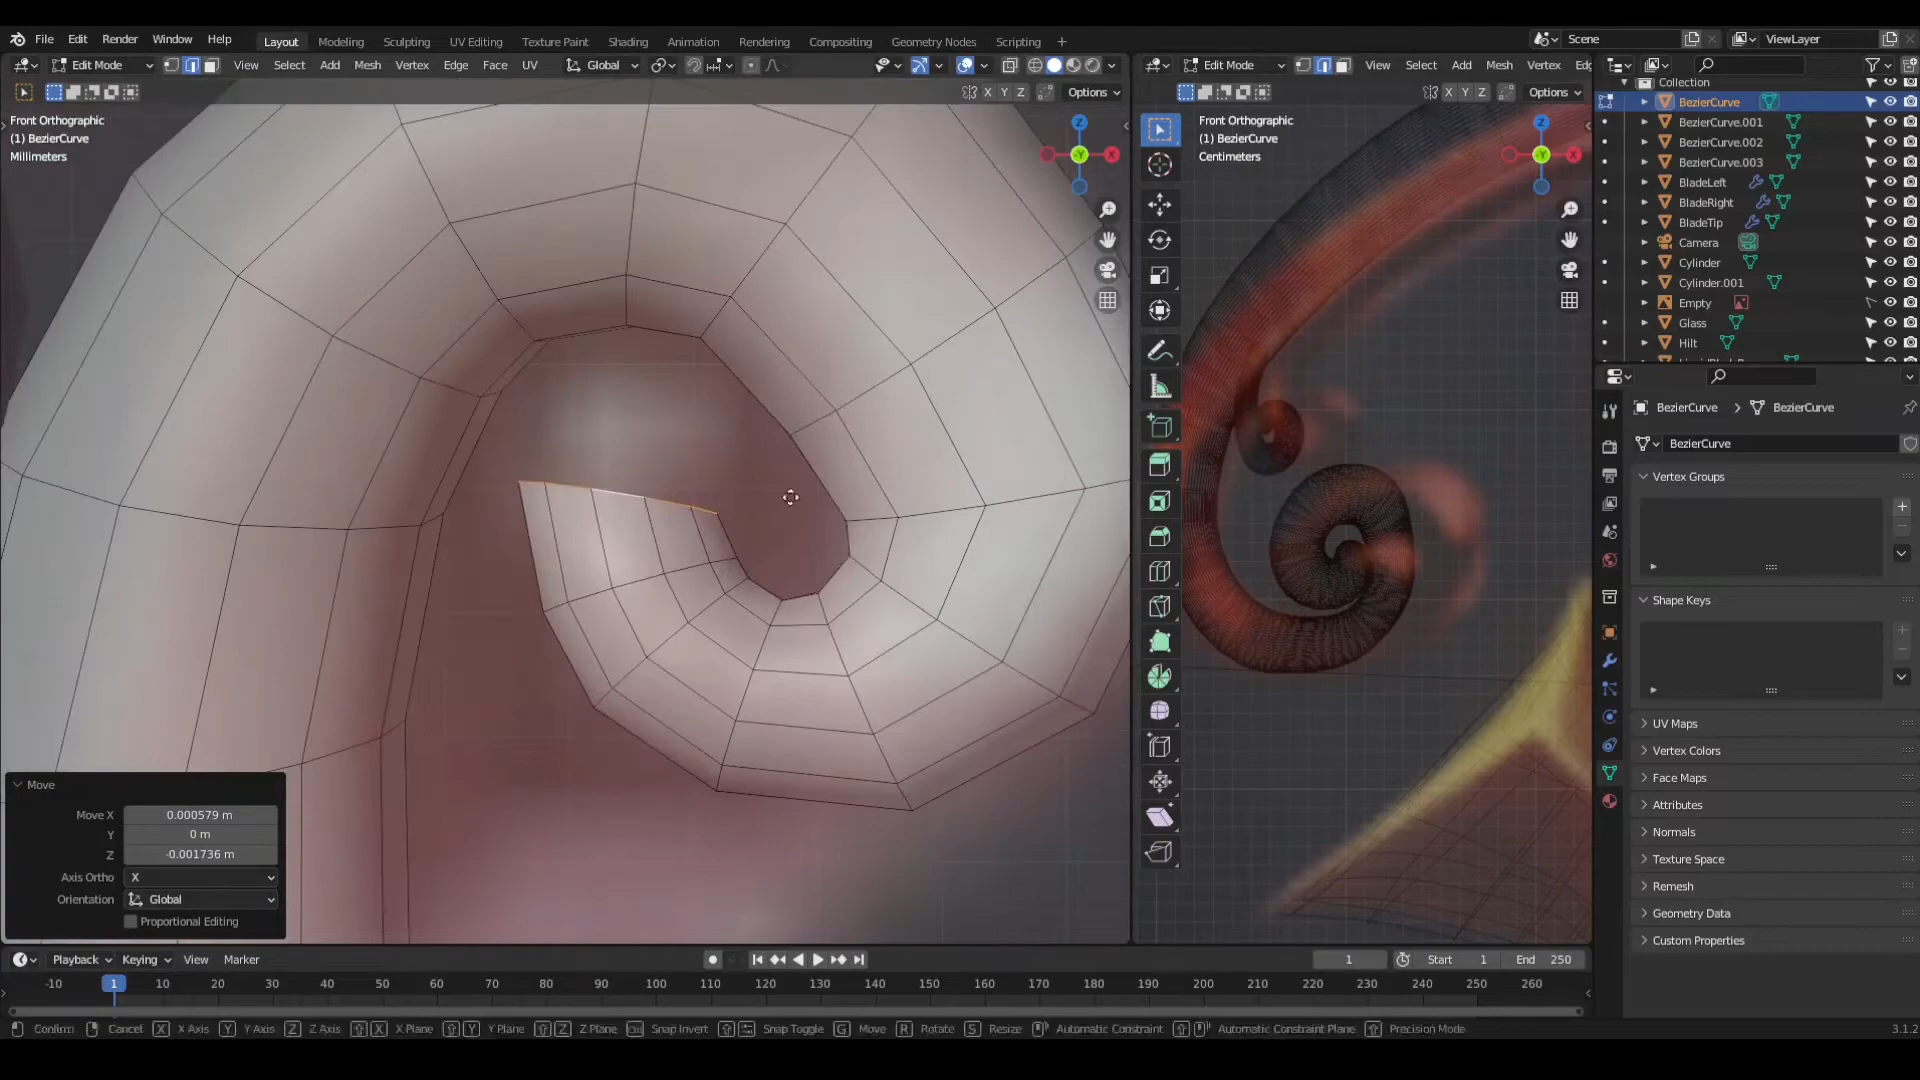 File Edit Render Window Help Layout Modeling Sculpting UV Editing Texture Paint Shading Animation Rendering Compositing Geometry Nodes Scripting + Scene ViewLayer
Edit Mode View Select Add Mesh Vertex Edge Face UV Global
X Y Z Options
Front Orthographic
(1) BezierCurve
Millimeters
Z
X
Y
Edit Mode View Select Add Mesh Vertex Edg
X Y Z Options
Front Orthographic
(1) BezierCurve
Centimeters
Z
X
Y
Collection
BezierCurve
BezierCurve.001
BezierCurve.002
BezierCurve.003
BladeLeft
BladeRight
BladeTip
Camera
Cylinder
Cylinder.001
Empty
Glass
Hilt
BezierCurve > BezierCurve
BezierCurve
Vertex Groups
Shape Keys
UV Maps
Vertex Colors
Face Maps
Attributes
Normals
Texture Space
Remesh
Geometry Data
Custom Properties
Move
Move X 0.000579 m
Y 0 m
Z -0.001736 m
Axis Ortho X
Orientation Global
Proportional Editing
Playback Keying View Marker 1 Start 1 End 250
-10 1 10 20 30 40 50 60 70 80 90 100 110 120 130 140 150 160 170 180 190 200 210 220 230 240 250 260
Confirm Cancel X X Axis Y Y Axis Z Z Axis X X Plane Y Y Plane Z Z Plane Snap Invert Snap Toggle G Move R Rotate S Resize Automatic Constraint Automatic Constraint Plane Precision Mode 3.1.2